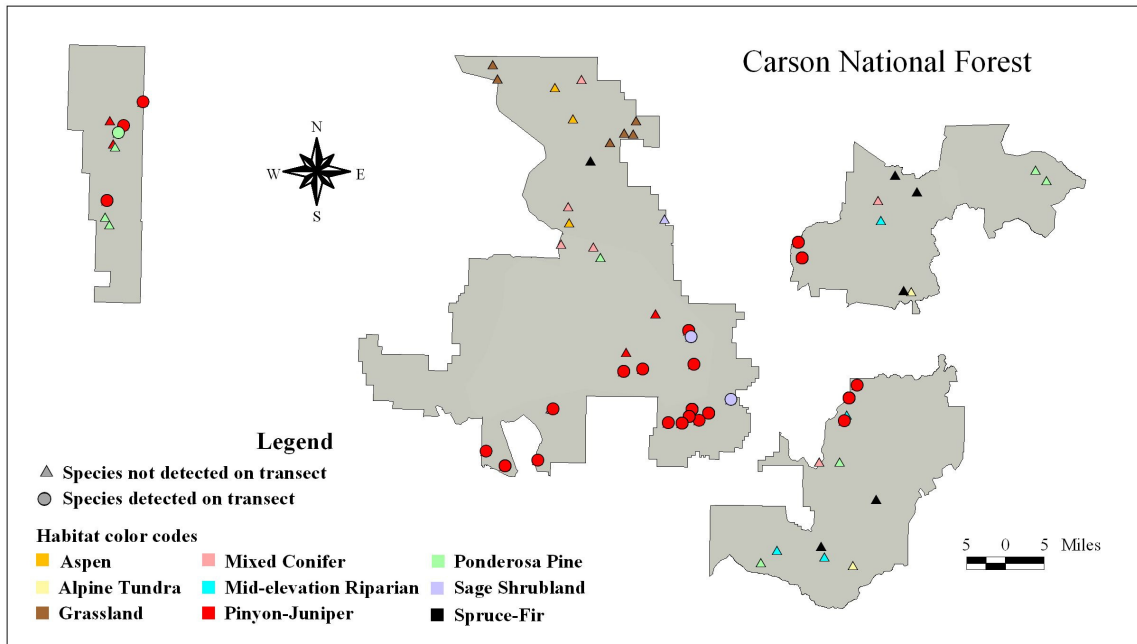 Carson National Forest
N
W E
S
Legend
Species not detected on transect
Species detected on transect
Habitat color codes
Aspen Mixed Conifer Ponderosa Pine
Alpine Tundra Mid-elevation Riparian Sage Shrubland
Grassland Pinyon-Juniper Spruce-Fir
5 0 5 Miles